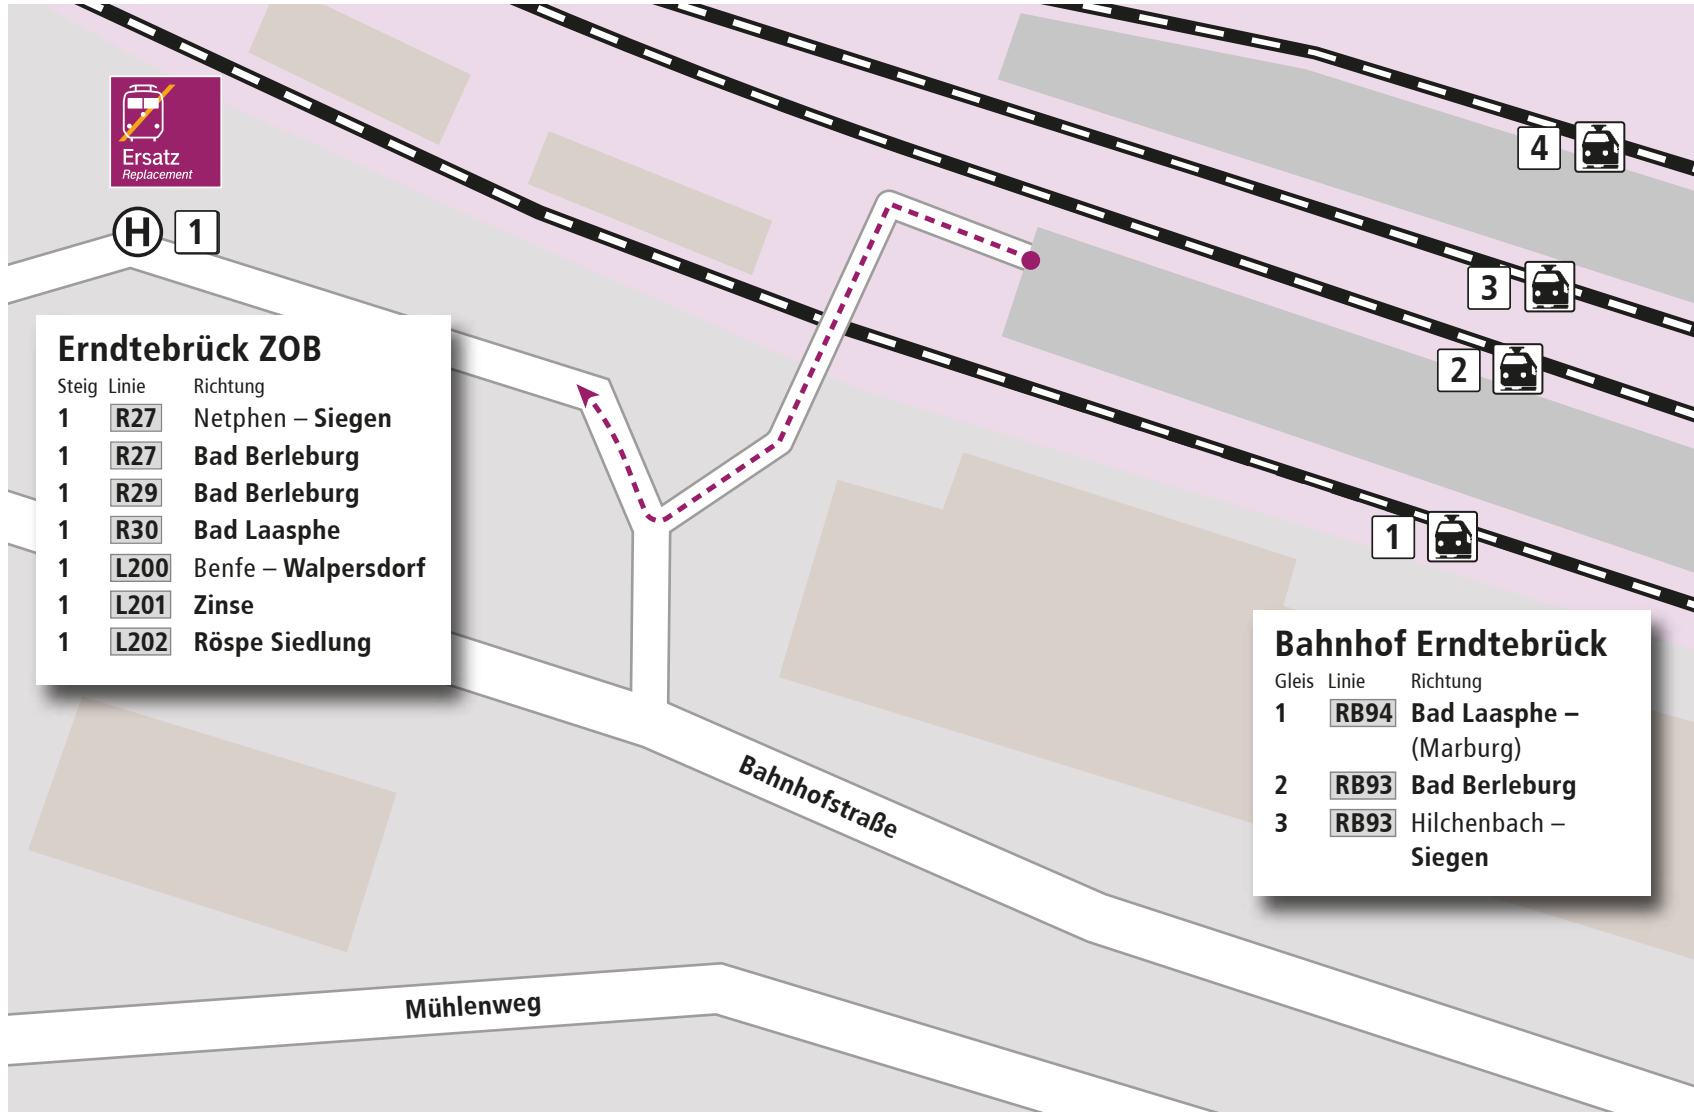 Ersatz
Replacement
H 1
4
3
2
1
Erndtebrück ZOB
Steig Linie Richtung
1 R27 Netphen – Siegen
1 R27 Bad Berleburg
1 R29 Bad Berleburg
1 R30 Bad Laasphe
1 L200 Benfe – Walpersdorf
1 L201 Zinse
1 L202 Röspe Siedlung
Bahnhof Erndtebrück
Gleis Linie Richtung
1 RB94 Bad Laasphe –
(Marburg)
2 RB93 Bad Berleburg
3 RB93 Hilchenbach –
Siegen
Bahnhofstraße
Mühlenweg